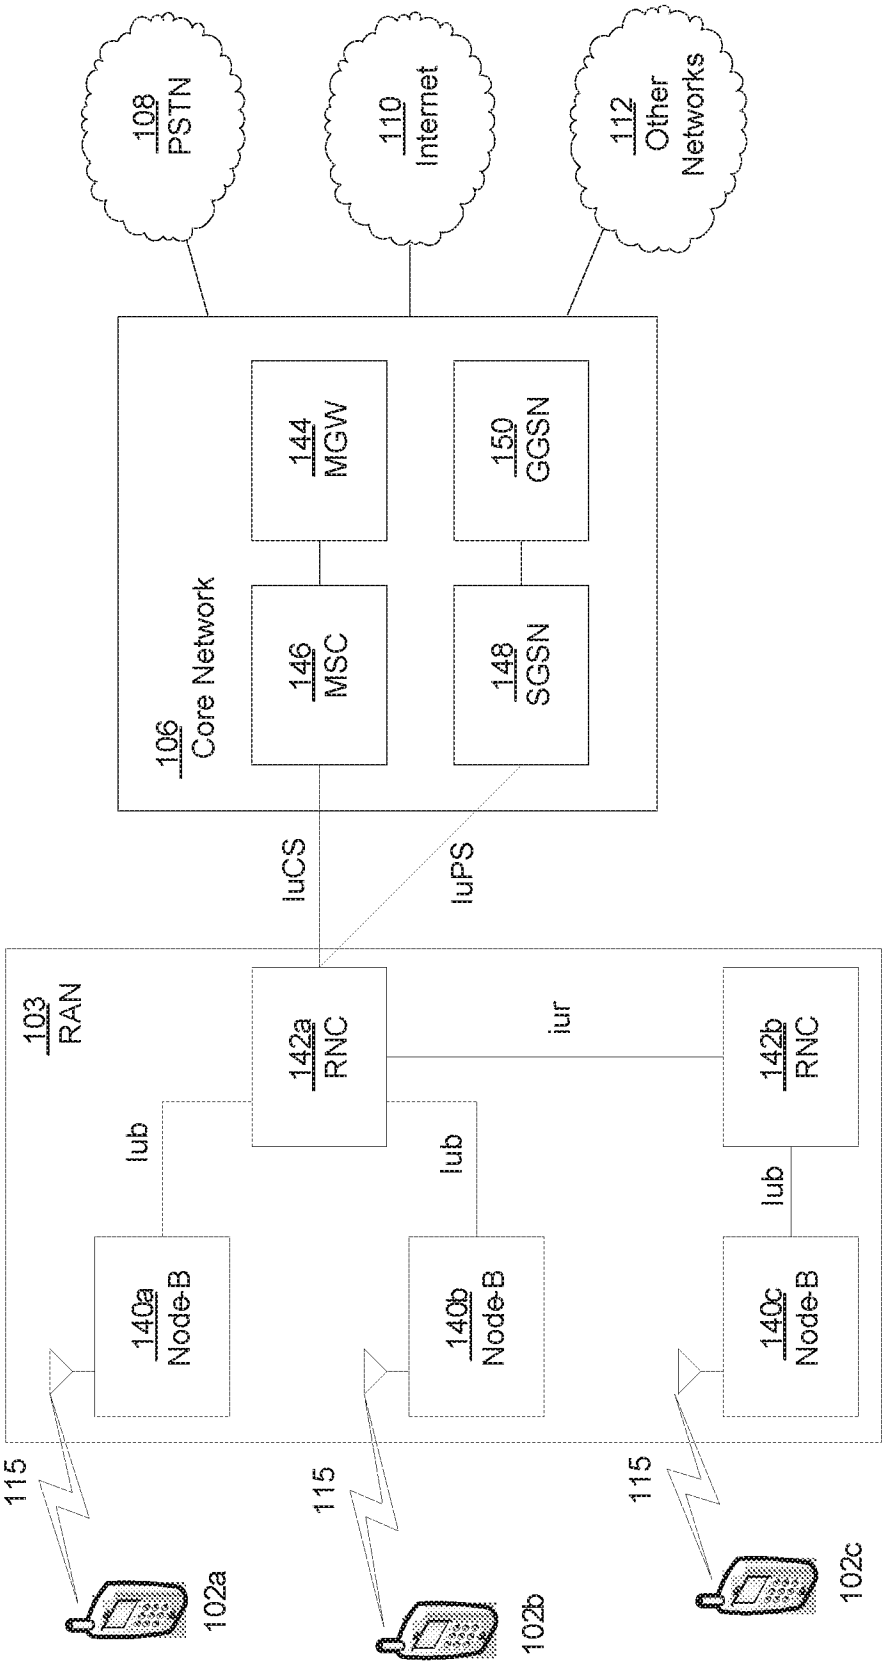 103
RAN
115
140a
Node-B
Iub
102a
142a
RNC
IuCS
106
Core Network
146
MSC
144
MGW
108
PSTN
115
140b
Node-B
Iub
102b
IuPS
148
SGSN
150
GGSN
110
Internet
iur
115
140c
Node-B
Iub
142b
RNC
102c
112
Other
Networks